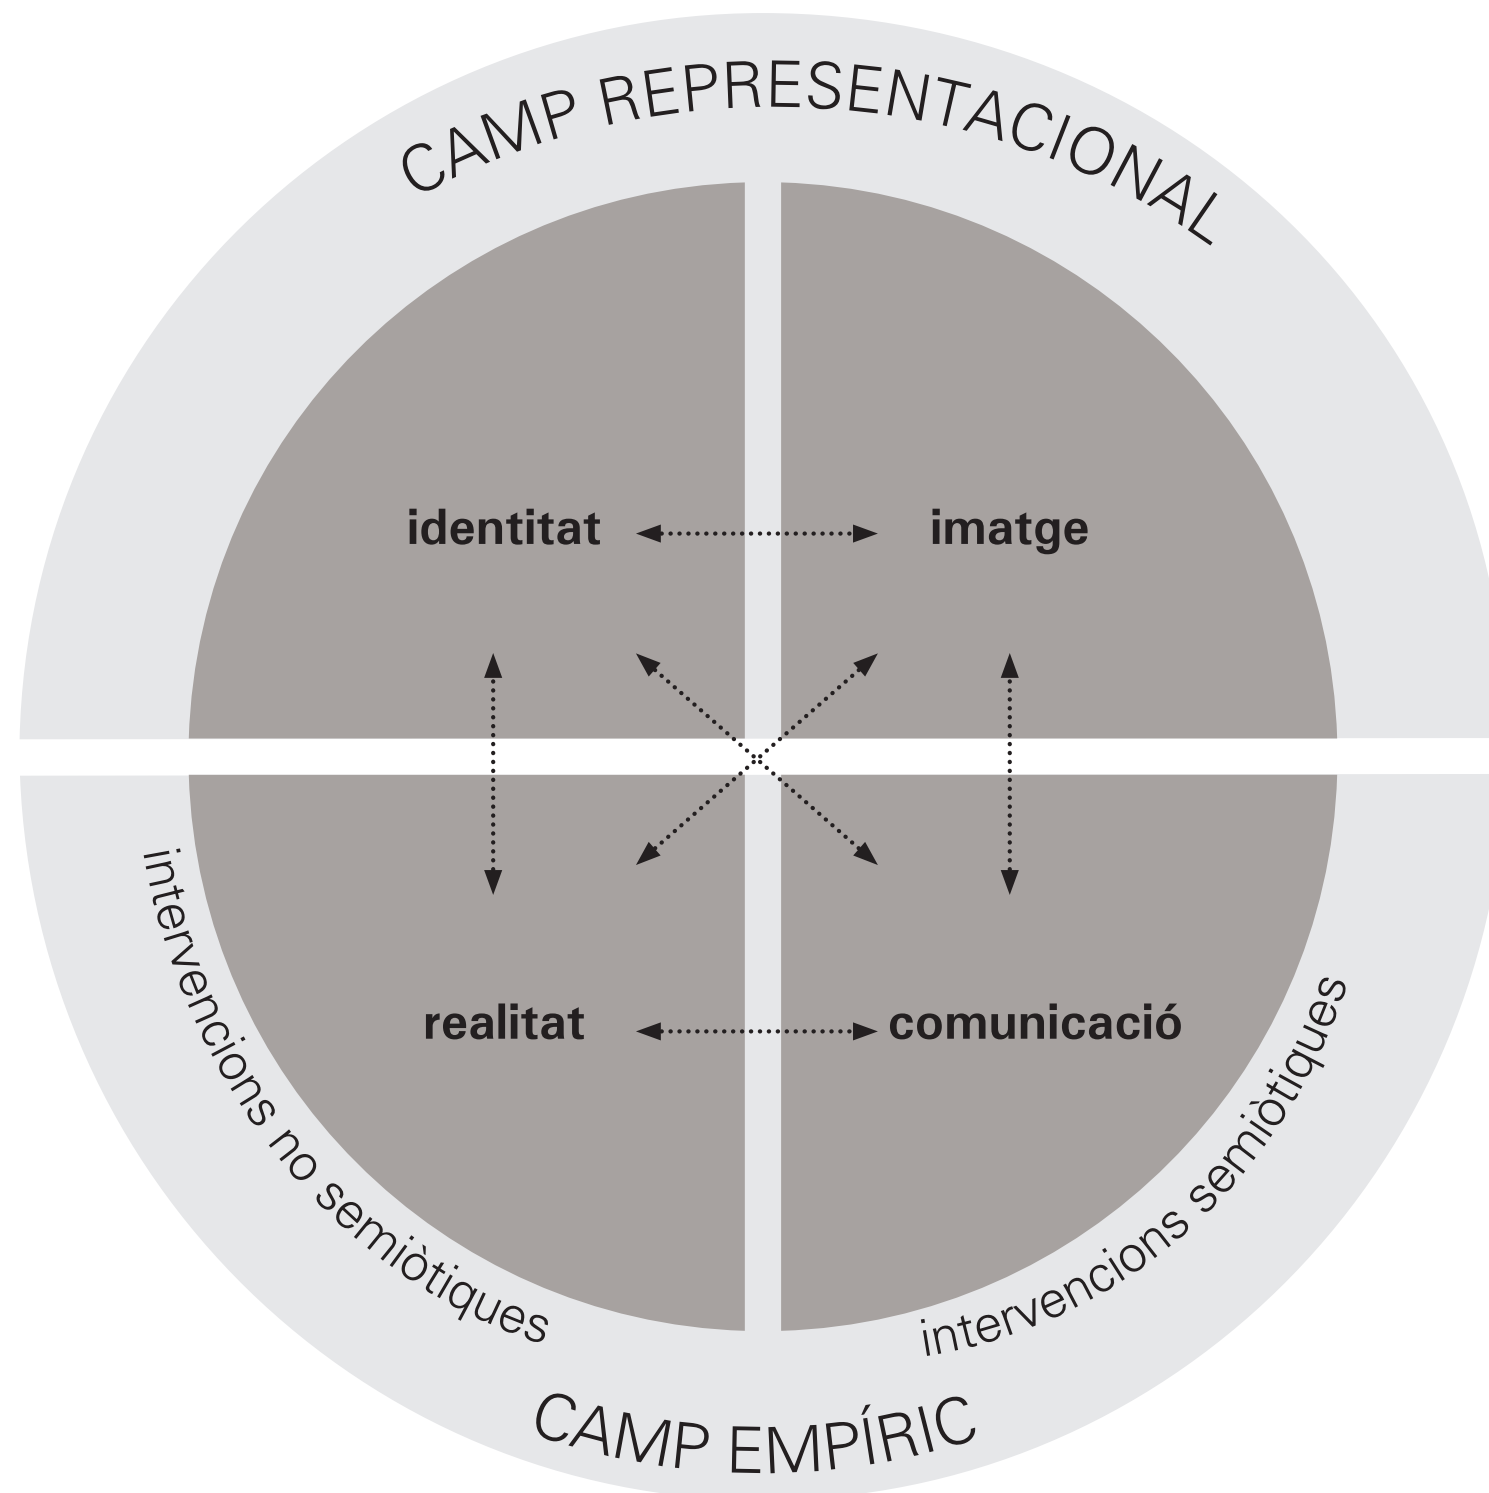 CAMP REPRESENTACIONAL
identitat
imatge
realitat
comunicació
intervencions no semiòtiques
intervencions semiòtiques
CAMP EMPÍRIC